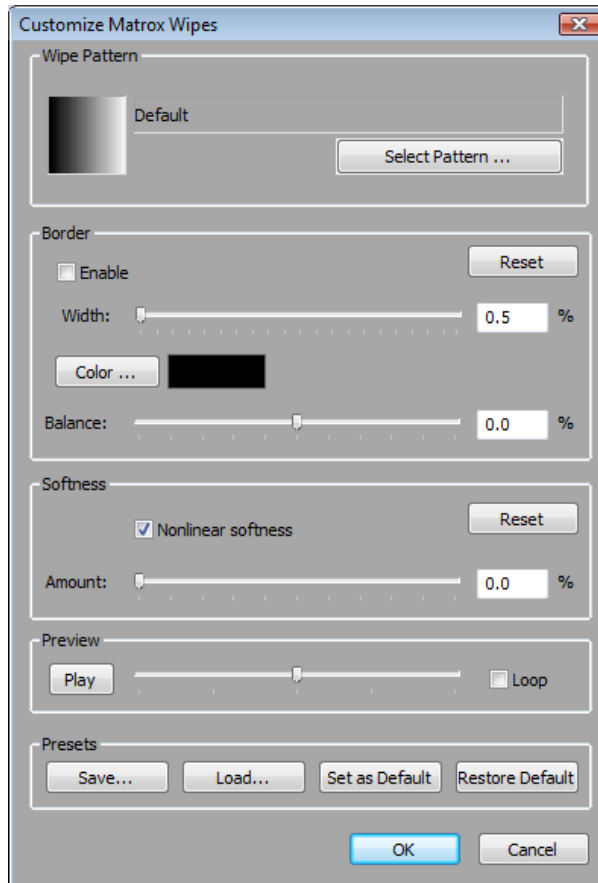 Customize Matrox Wipes
Wipe Pattern
Default
Select Pattern ...
Border
Enable
Reset
Width:
0.5 %
Color ...
Balance:
0.0 %
Softness
Nonlinear softness
Reset
Amount:
0.0 %
Preview
Play
Loop
Presets
Save... Load... Set as Default Restore Default
OK Cancel